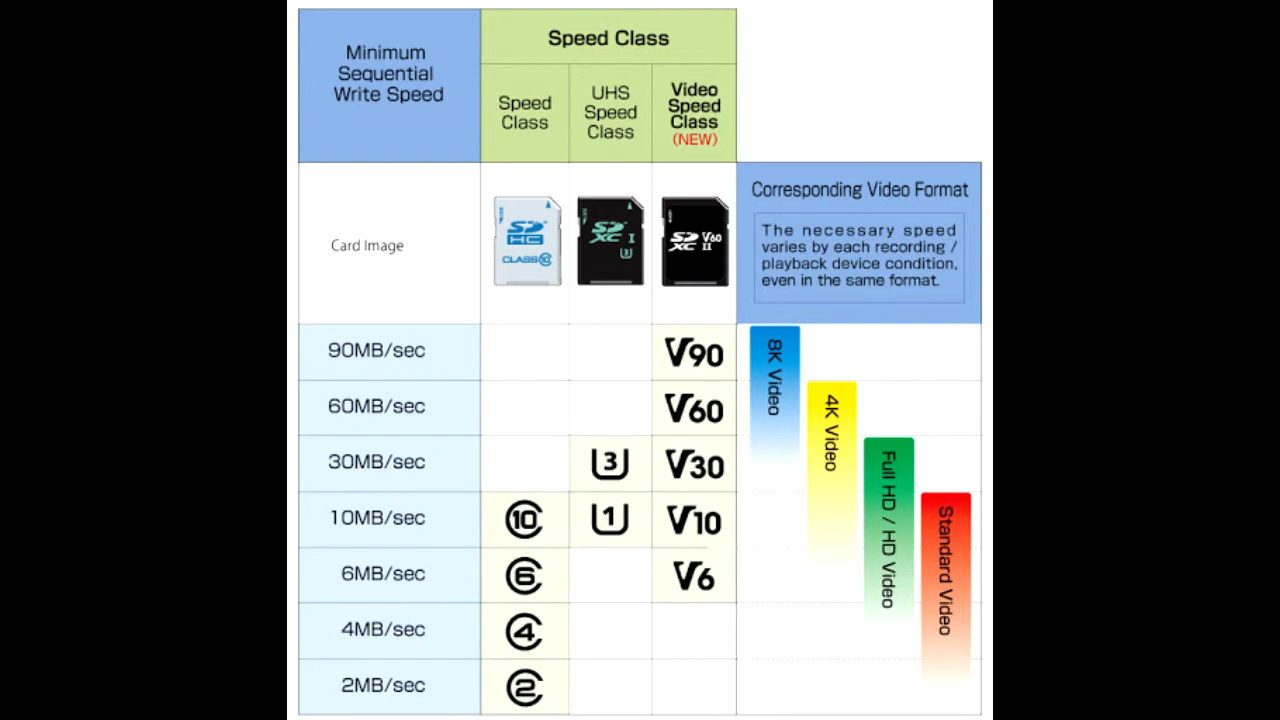 Minimum
Sequential
Write Speed
Speed Class
Speed
Class
UHS
Speed
Class
Video
Speed
Class
(NEW)
Card Image
SD
HC
CLASS10
SD
XC I
3
SD
XC
V60
II
Corresponding Video Format
The necessary speed
varies by each recording /
playback device condition,
even in the same format.
90MB/sec
V90
60MB/sec
V60
30MB/sec
3
V30
10MB/sec
10
1
V10
6MB/sec
6
V6
4MB/sec
4
2MB/sec
2
8K Video
4K Video
Full HD / HD Video
Standard Video